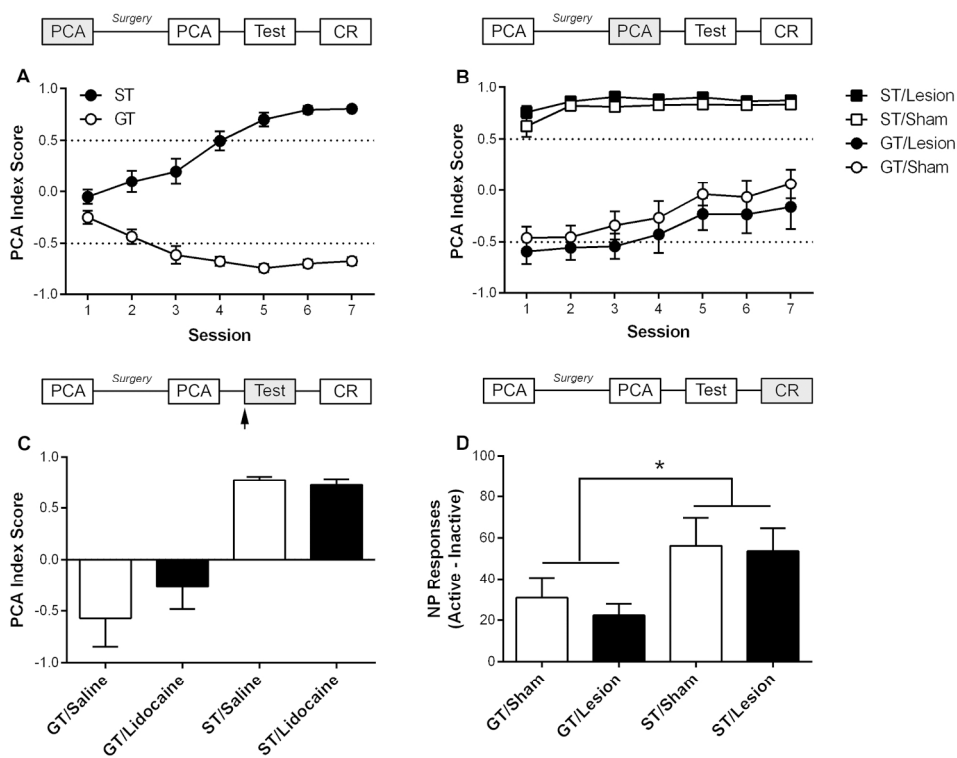 Surgery
PCA PCA Test CR
A
ST
GT
PCA Index Score
1.0
0.5
0.0
-0.5
-1.0
1 2 3 4 5 6 7
Session
Surgery
PCA PCA Test CR
B
ST/Lesion
ST/Sham
GT/Lesion
GT/Sham
PCA Index Score
1.0
0.5
0.0
-0.5
-1.0
1 2 3 4 5 6 7
Session
Surgery
PCA PCA Test CR
C
PCA Index Score
1.0
0.5
0.0
-0.5
-1.0
GT/Saline
GT/Lidocaine
ST/Saline
ST/Lidocaine
Surgery
PCA PCA Test CR
D
NP Responses
(Active - Inactive)
100
80
60
40
20
0
*
GT/Sham
GT/Lesion
ST/Sham
ST/Lesion